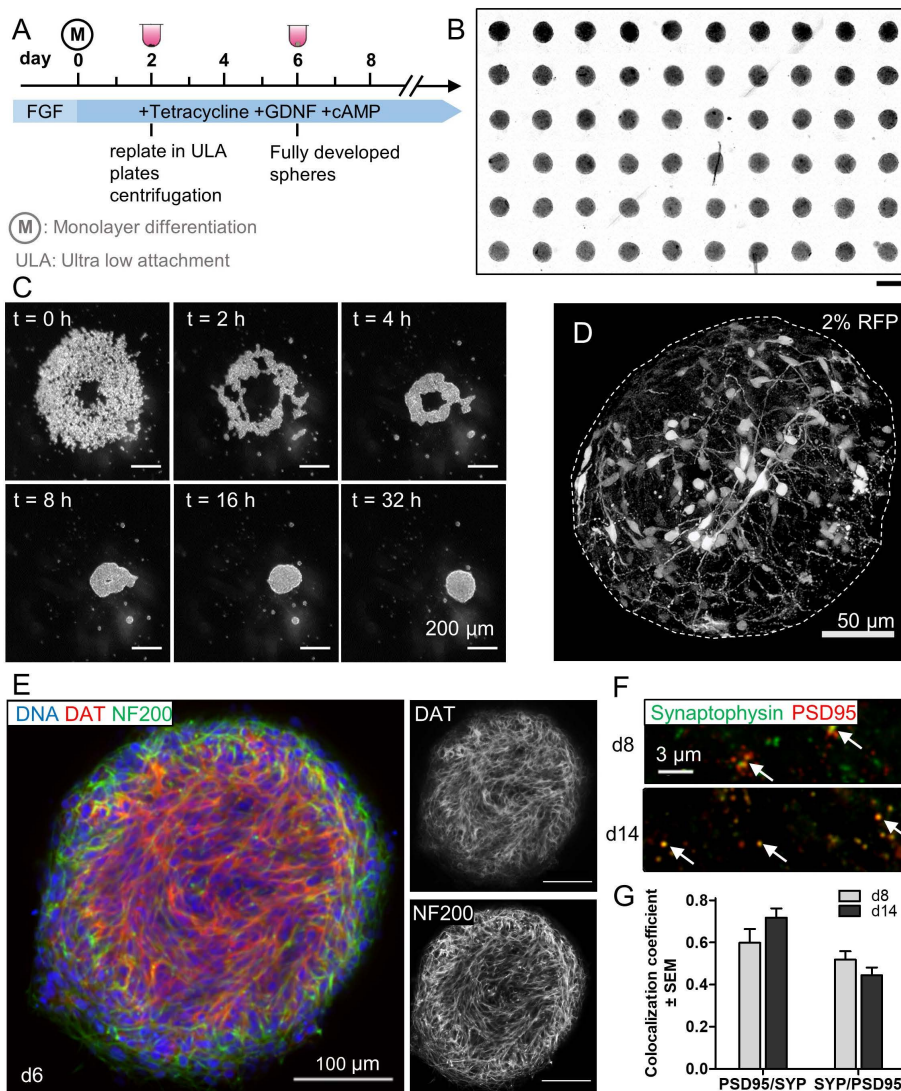 A
M
day 0 2 4 6 8
FGF
+Tetracycline +GDNF +cAMP
replate in ULA
plates
centrifugation
Fully developed
spheres
M : Monolayer differentiation
ULA: Ultra low attachment
B
C
t = 0 h
t = 2 h
t = 4 h
t = 8 h
t = 16 h
t = 32 h
200 µm
D
2% RFP
50 µm
E
DNA DAT NF200
d6
100 µm
DAT
NF200
F
Synaptophysin PSD95
d8
3 µm
d14
G
Colocalization coefficient
± SEM
0.8
0.6
0.4
0.2
0.0
d8
d14
PSD95/SYP SYP/PSD95